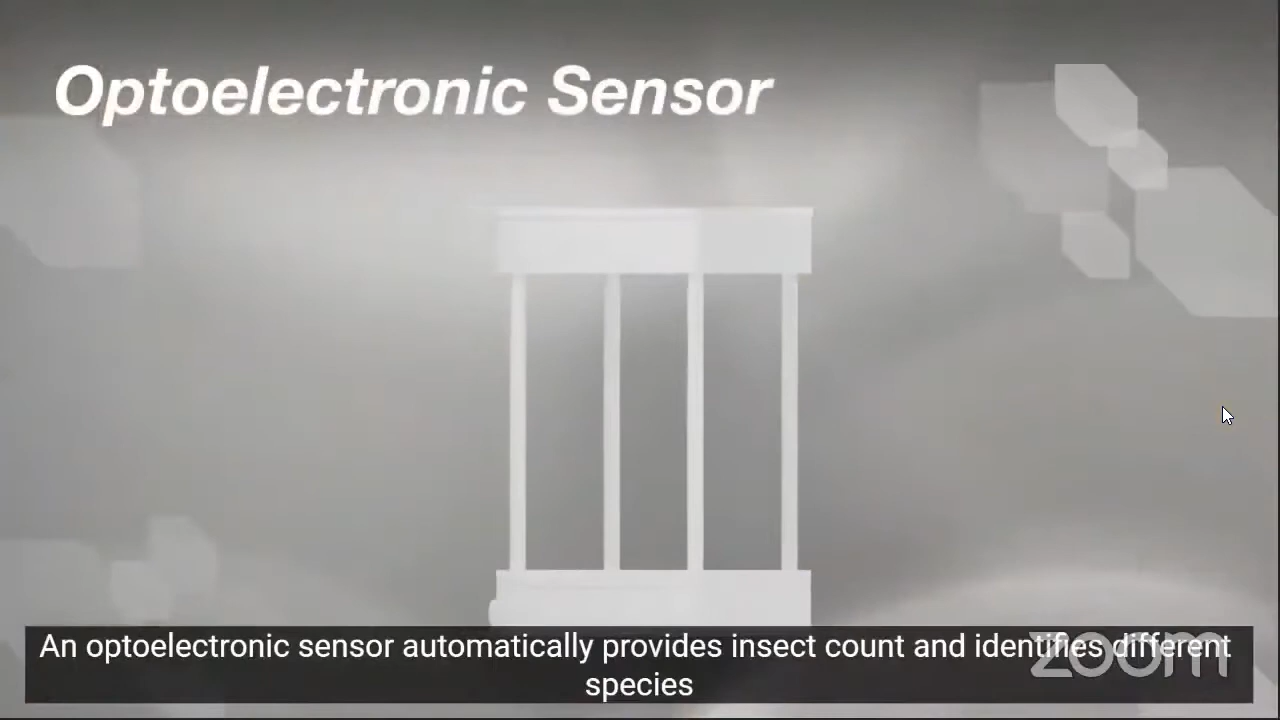 Optoelectronic Sensor
An optoelectronic sensor automatically provides insect count and identifies different
species
zoom